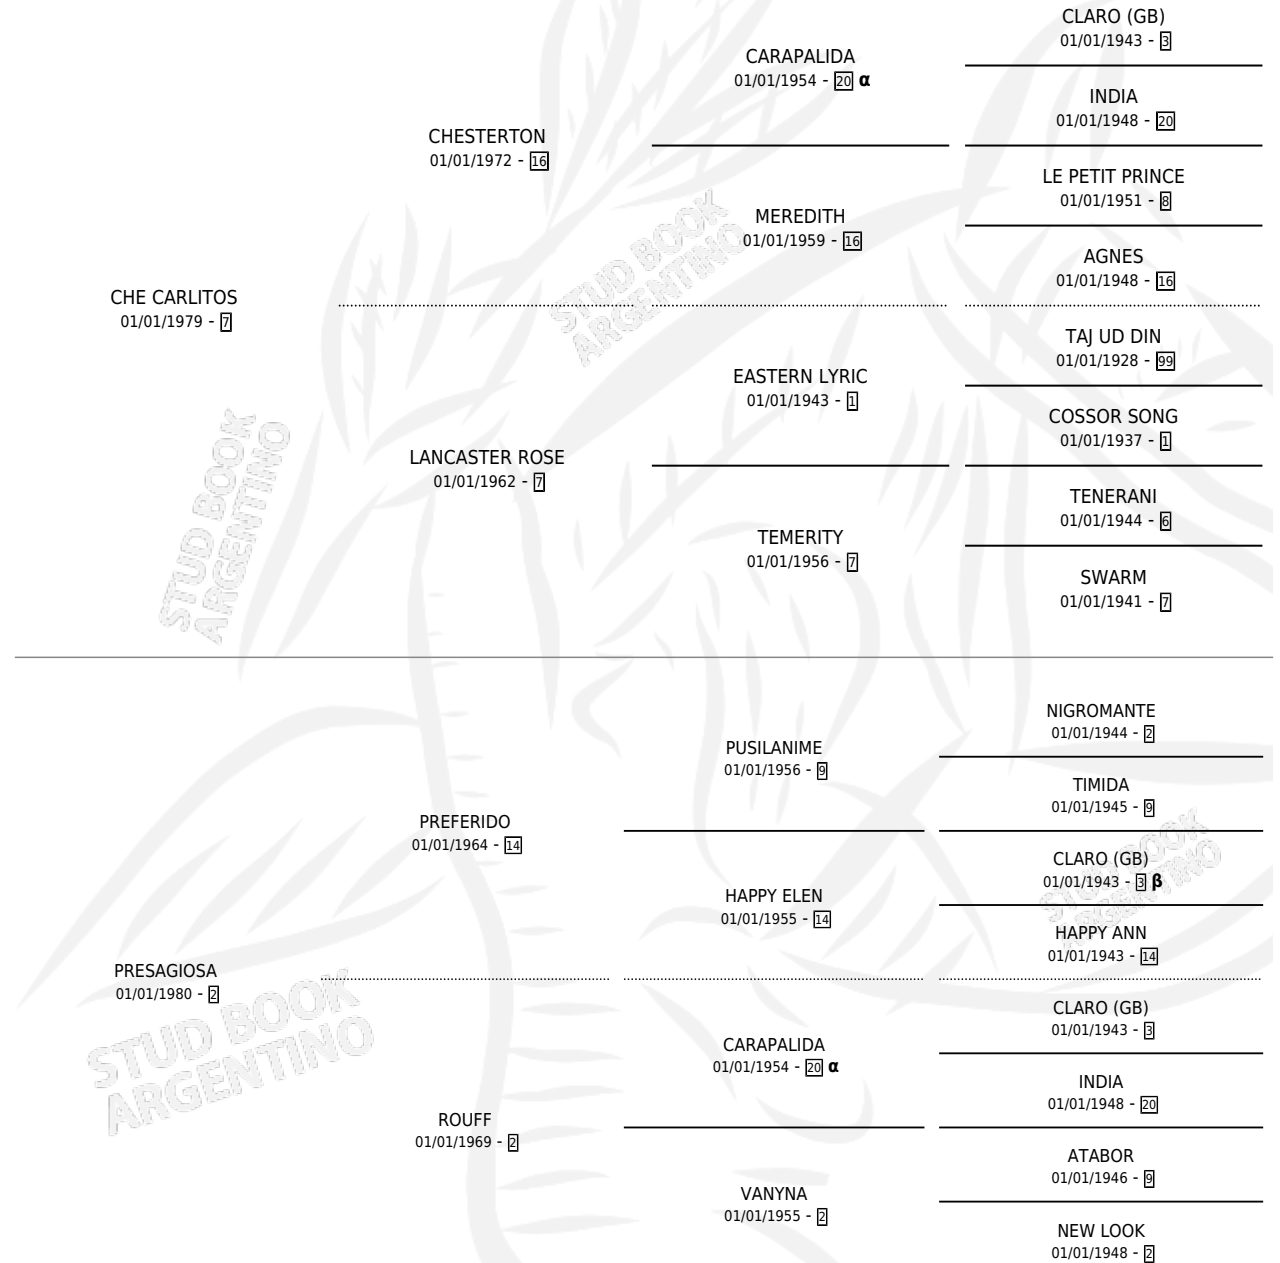 CLARO (GB)
01/01/1943 - 3
CARAPALIDA
01/01/1954 - 20 α
INDIA
01/01/1948 - 20
CHESTERTON
01/01/1972 - 16
LE PETIT PRINCE
01/01/1951 - 8
MEREDITH
01/01/1959 - 16
AGNES
01/01/1948 - 16
STUD BOOK
ARGENTINO
CHE CARLITOS
01/01/1979 - 7
TAJ UD DIN
01/01/1928 - 99
EASTERN LYRIC
01/01/1943 - 1
COSSOR SONG
01/01/1937 - 1
LANCASTER ROSE
01/01/1962 - 7
TENERANI
01/01/1944 - 6
TEMERITY
01/01/1956 - 7
SWARM
01/01/1941 - 7
STUD BOOK
ARGENTINO
NIGROMANTE
01/01/1944 - 2
PUSILANIME
01/01/1956 - 9
TIMIDA
01/01/1945 - 9
PREFERIDO
01/01/1964 - 14
CLARO (GB)
01/01/1943 - 3 β
HAPPY ELEN
01/01/1955 - 14
HAPPY ANN
01/01/1943 - 14
STUD BOOK
ARGENTINO
PRESAGIOSA
01/01/1980 - 2
STUD BOOK
ARGENTINO
CLARO (GB)
01/01/1943 - 3
CARAPALIDA
01/01/1954 - 20 α
INDIA
01/01/1948 - 20
ROUFF
01/01/1969 - 2
ATABOR
01/01/1946 - 9
VANYNA
01/01/1955 - 2
NEW LOOK
01/01/1948 - 2